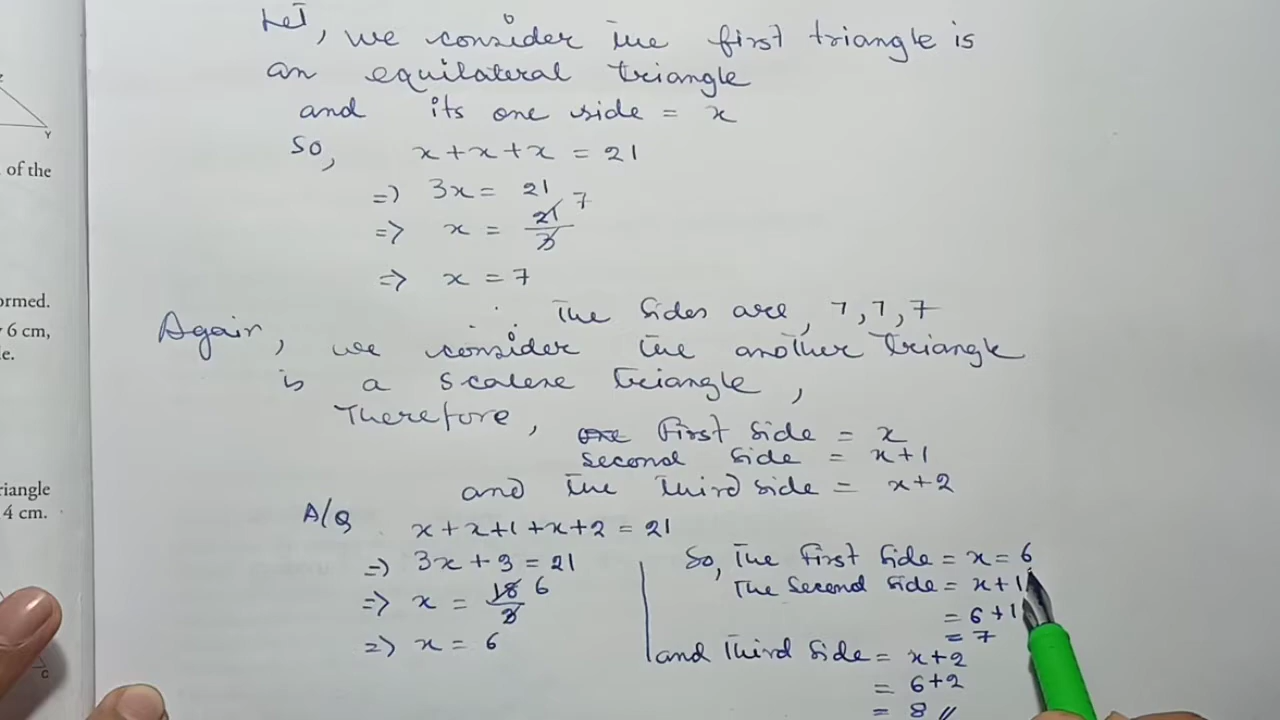 Let, we consider the first triangle is
an equilateral triangle
and its one side = x
So, x+x+x = 21
=> 3x = 21
=> x = 21/3 7
=> x = 7
∴ The sides are, 7, 7, 7
Again, we consider the another triangle
is a scalene triangle,
Therefore, one First side = x
Second side = x+1
and the Third side = x+2
A/Q x+x+1+x+2 = 21
=> 3x+3 = 21
=> x = 18/3 6
=> x = 6
So, The First side = x = 6
The Second side = x+1
= 6+1
= 7
and Third side = x+2
= 6+2
= 8 //
Y
of the
ormed.
6 cm,
e.
riangle
4 cm.
C